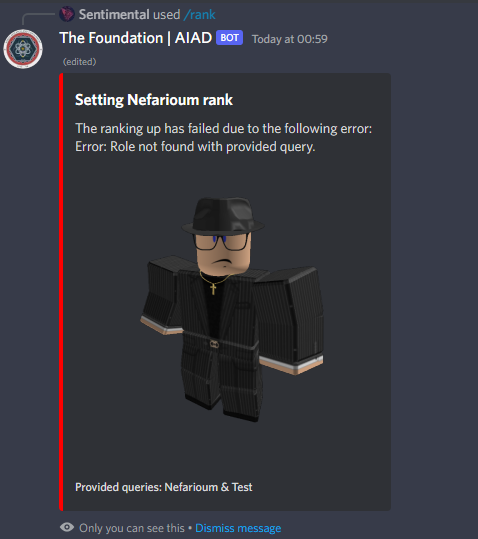 Sentimental used /rank
The Foundation | AIAD BOT Today at 00:59
(edited)
Setting Nefarioum rank
The ranking up has failed due to the following error:
Error: Role not found with provided query.
Provided queries: Nefarioum & Test
Only you can see this • Dismiss message